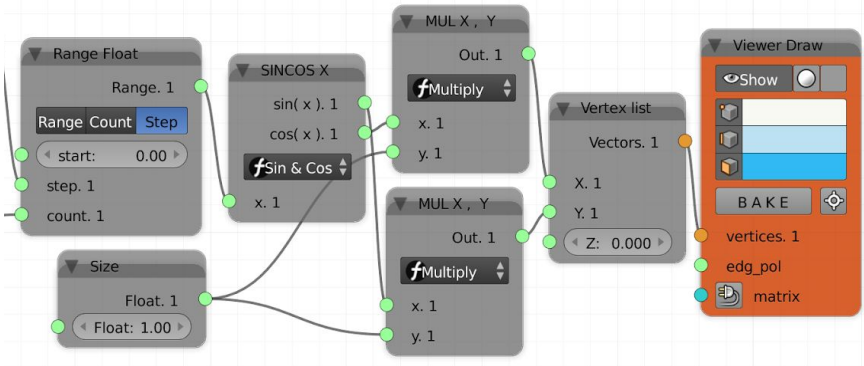 Range Float
Range. 1
Range Count Step
start: 0.00
step. 1
count. 1
Size
Float. 1
Float: 1.00
SINCOS X
sin( x ). 1
cos( x ). 1
Sin & Cos
x. 1
MUL X , Y
Out. 1
Multiply
x. 1
y. 1
MUL X , Y
Out. 1
Multiply
x. 1
y. 1
Vertex list
Vectors. 1
X. 1
Y. 1
Z: 0.000
Viewer Draw
Show
BAKE
vertices. 1
edg_pol
matrix